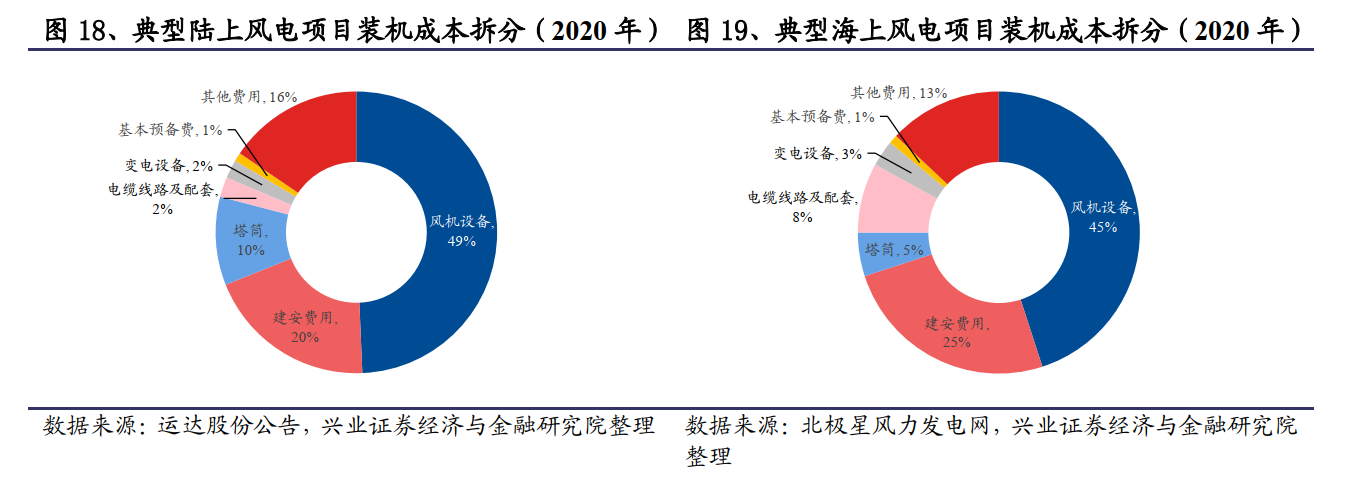 图 18、典型陆上风电项目装机成本拆分（2020 年）
其他费用, 16%
基本预备费, 1%
变电设备, 2%
电缆线路及配套,
2%
塔筒,
10%
风机设备,
49%
建安费用,
20%
数据来源：运达股份公告，兴业证券经济与金融研究院整理
图 19、典型海上风电项目装机成本拆分（2020 年）
其他费用, 13%
基本预备费, 1%
变电设备, 3%
电缆线路及配套,
8%
塔筒, 5%
风机设备,
45%
建安费用,
25%
数据来源：北极星风力发电网，兴业证券经济与金融研究院
整理